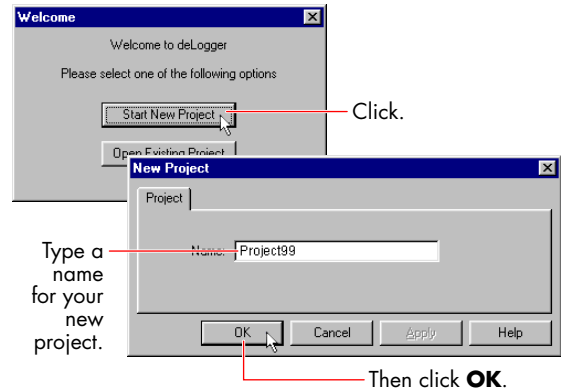 Welcome
Welcome to deLogger
Please select one of the following options
Start New Project
Click.
Open Existing Project
New Project
Project
Type a
name
for your
new
project.
Name: Project99
OK Cancel Apply Help
Then click OK.